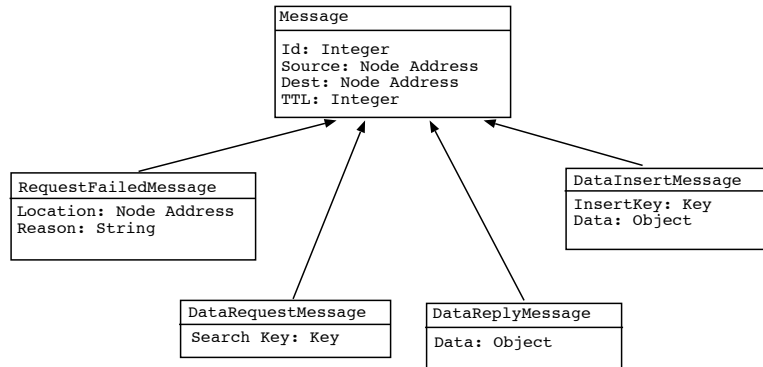 Message
Id: Integer
Source: Node Address
Dest: Node Address
TTL: Integer
RequestFailedMessage
Location: Node Address
Reason: String
DataInsertMessage
InsertKey: Key
Data: Object
DataRequestMessage
Search Key: Key
DataReplyMessage
Data: Object